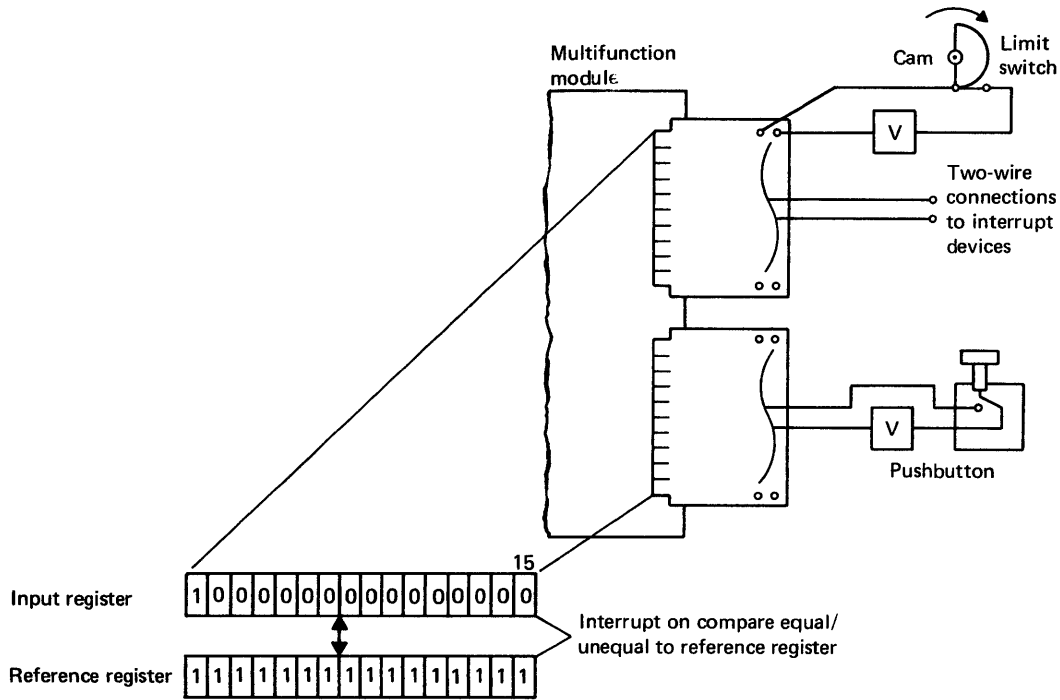 Multifunction
module
Cam
Limit
switch
V
Two-wire
connections
to interrupt
devices
V
Pushbutton
15
Input register
1 0 0 0 0 0 0 0 0 0 0 0 0 0 0 0
Interrupt on compare equal/
unequal to reference register
Reference register
1 1 1 1 1 1 1 1 1 1 1 1 1 1 1 1